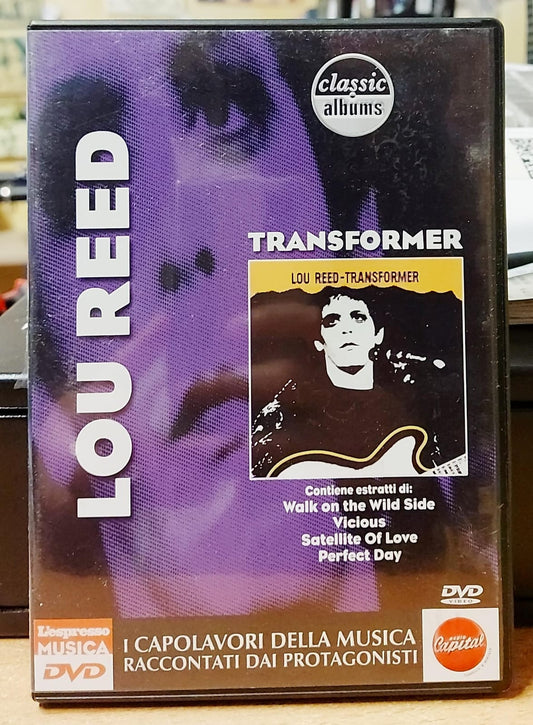 classic
albums
LOU REED
TRANSFORMER
LOU REED-TRANSFORMER
Contiene estratti di:
Walk on the Wild Side
Vicious
Satellite Of Love
Perfect Day
DVD
VIDEO
L'espresso
MUSICA
DVD
I CAPOLAVORI DELLA MUSICA
RACCONTATI DAI PROTAGONISTI
radio
Capital